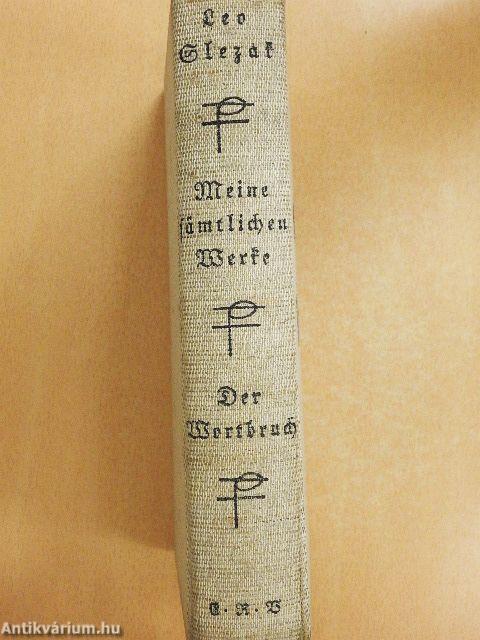 Leo
Slezak
Meine
sämtlichen
Werke
Der
Wortbruch
E. R. V
Antikvárium.hu